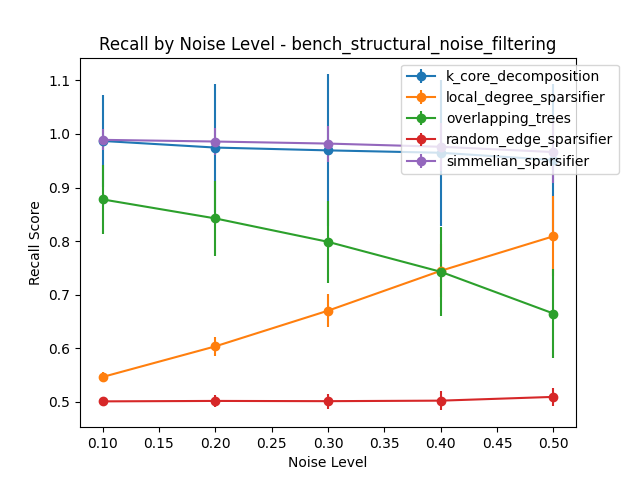 Recall by Noise Level - bench_structural_noise_filtering
k_core_decomposition
local_degree_sparsifier
overlapping_trees
random_edge_sparsifier
simmelian_sparsifier
Recall Score
1.1
1.0
0.9
0.8
0.7
0.6
0.5
0.10
0.15
0.20
0.25
0.30
0.35
0.40
0.45
0.50
Noise Level